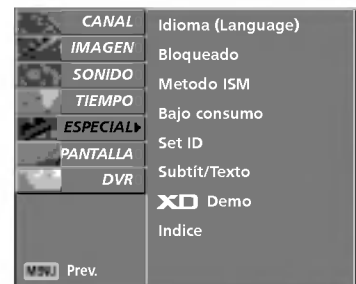 CANAL
IMAGEN
SONIDO
TIEMPO
ESPECIAL
PANTALLA
DVR
MENU Prev.
Idioma (Language)
Bloqueado
Metodo ISM
Bajo consumo
Set ID
Subtít/Texto
XD Demo
Indice